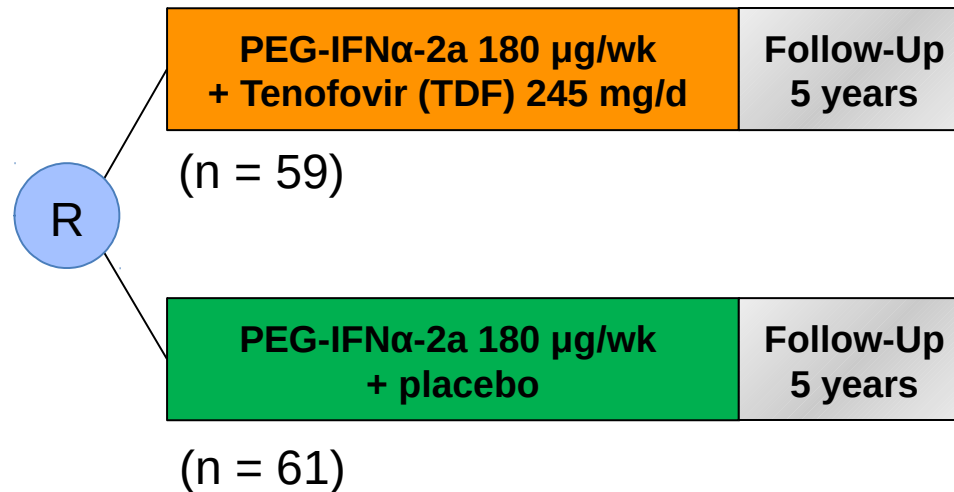 PEG-IFNα-2a 180 µg/wk
+ Tenofovir (TDF) 245 mg/d
Follow-Up
5 years
(n = 59)
R
PEG-IFNα-2a 180 µg/wk
+ placebo
Follow-Up
5 years
(n = 61)